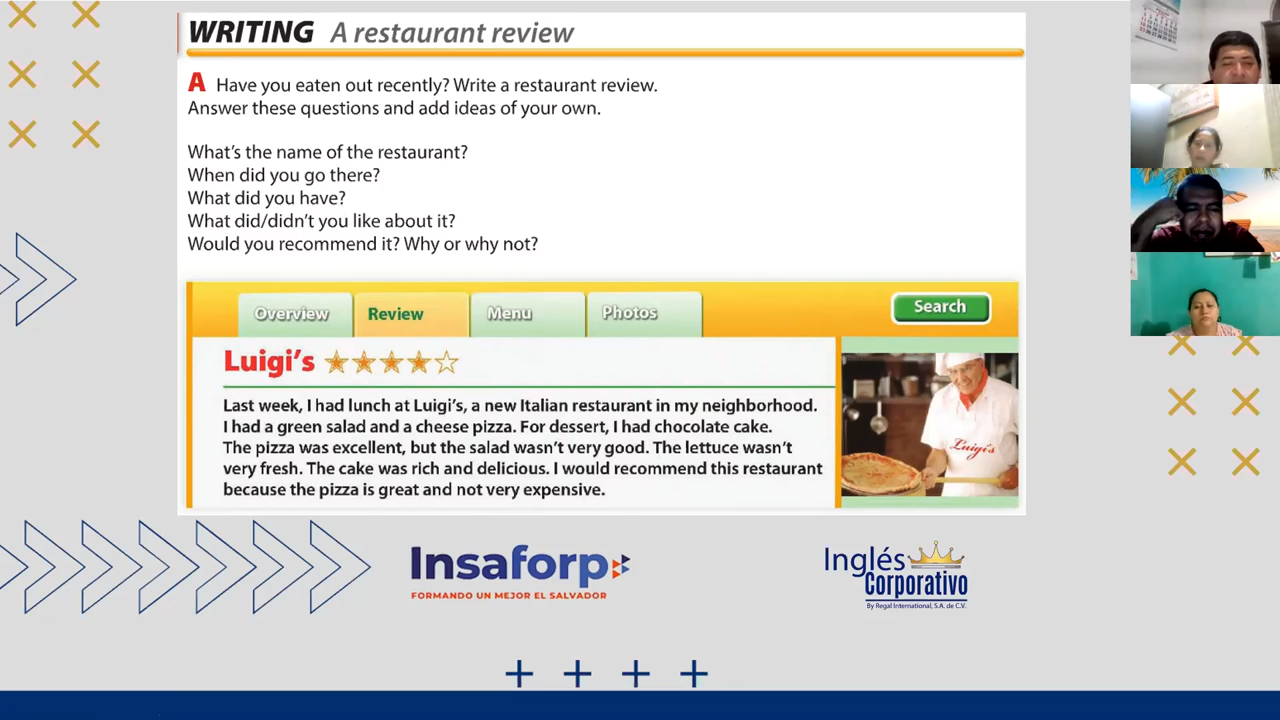 WRITING A restaurant review
A Have you eaten out recently? Write a restaurant review.
Answer these questions and add ideas of your own.
What's the name of the restaurant?
When did you go there?
What did you have?
What did/didn't you like about it?
Would you recommend it? Why or why not?
Overview Review Menu Photos Search
Luigi's
Last week, I had lunch at Luigi's, a new Italian restaurant in my neighborhood.
I had a green salad and a cheese pizza. For dessert, I had chocolate cake.
The pizza was excellent, but the salad wasn't very good. The lettuce wasn't
very fresh. The cake was rich and delicious. I would recommend this restaurant
because the pizza is great and not very expensive.
Luigi's
Insaforp
FORMANDO UN MEJOR EL SALVADOR
Inglés
Corporativo
By Regal International, S.A. de C.V.